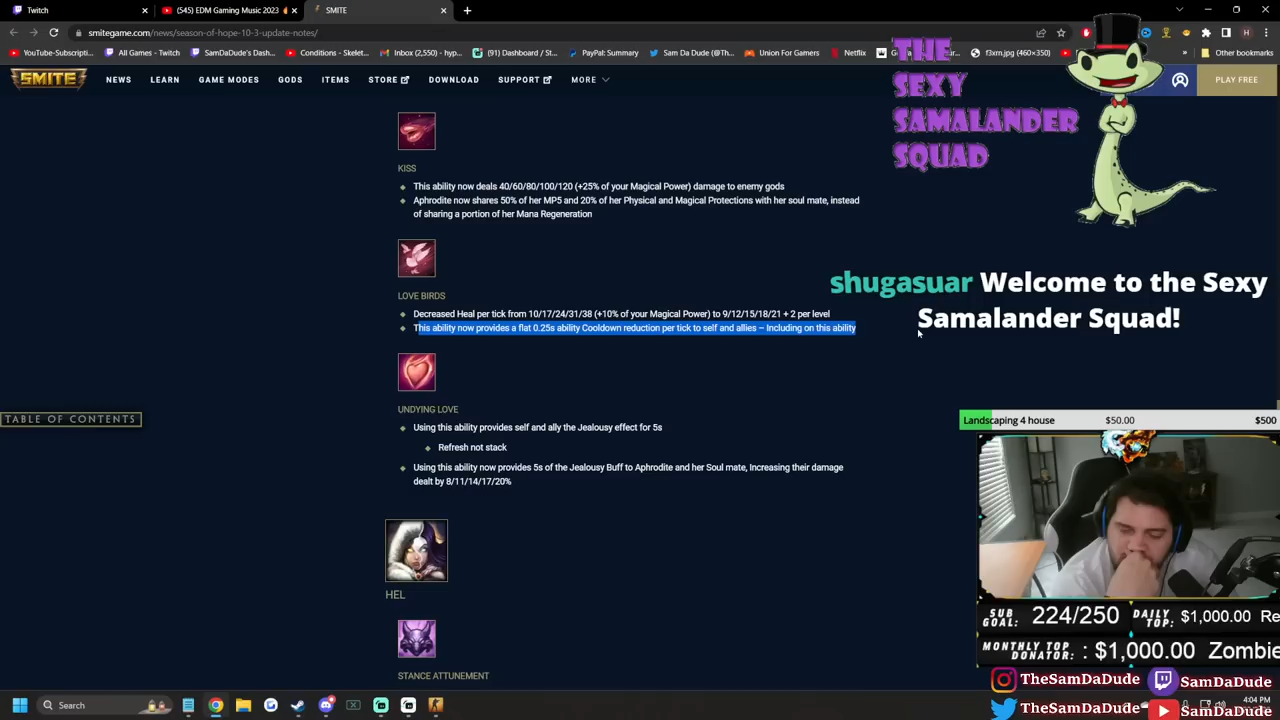 Twitch
(545) EDM Gaming Music 2023
SMITE
smitegame.com/news/season-of-hope-10-3-update-notes/
YouTube-Subscripti...
All Games - Twitch
SamDaDude's Dash...
Conditions - Skelet...
Inbox (2,550) - hyp...
(91) Dashboard / St...
PayPal: Summary
Sam Da Dude (@Th...
Union For Gamers
Netflix
f3xrn.jpg (460×350)
Other bookmarks
SMITE
NEWS
LEARN
GAME MODES
GODS
ITEMS
STORE
DOWNLOAD
SUPPORT
MORE
PLAY FREE
THE
SEXY
SAMALANDER
SQUAD
KISS
This ability now deals 40/60/80/100/120 (+25% of your Magical Power) damage to enemy gods
Aphrodite now shares 50% of her MP5 and 20% of her Physical and Magical Protections with her soul mate, instead
of sharing a portion of her Mana Regeneration
shugasuar Welcome to the Sexy
Samalander Squad!
LOVE BIRDS
Decreased Heal per tick from 10/17/24/31/38 (+10% of your Magical Power) to 9/12/15/18/21 + 2 per level
This ability now provides a flat 0.25s ability Cooldown reduction per tick to self and allies – Including on this ability
UNDYING LOVE
Using this ability provides self and ally the Jealousy effect for 5s
Refresh not stack
Using this ability now provides 5s of the Jealousy Buff to Aphrodite and her Soul mate, Increasing their damage
dealt by 8/11/14/17/20%
TABLE OF CONTENTS
Landscaping 4 house
$50.00
$500
HEL
STANCE ATTUNEMENT
SUB GOAL: 224/250
DAILY TOP: $1,000.00 Re
MONTHLY TOP DONATOR: : $1,000.00 Zombie
TheSamDaDude
SamDaDude
TheSamDaDude
SamDaDude
Search
4:04 PM